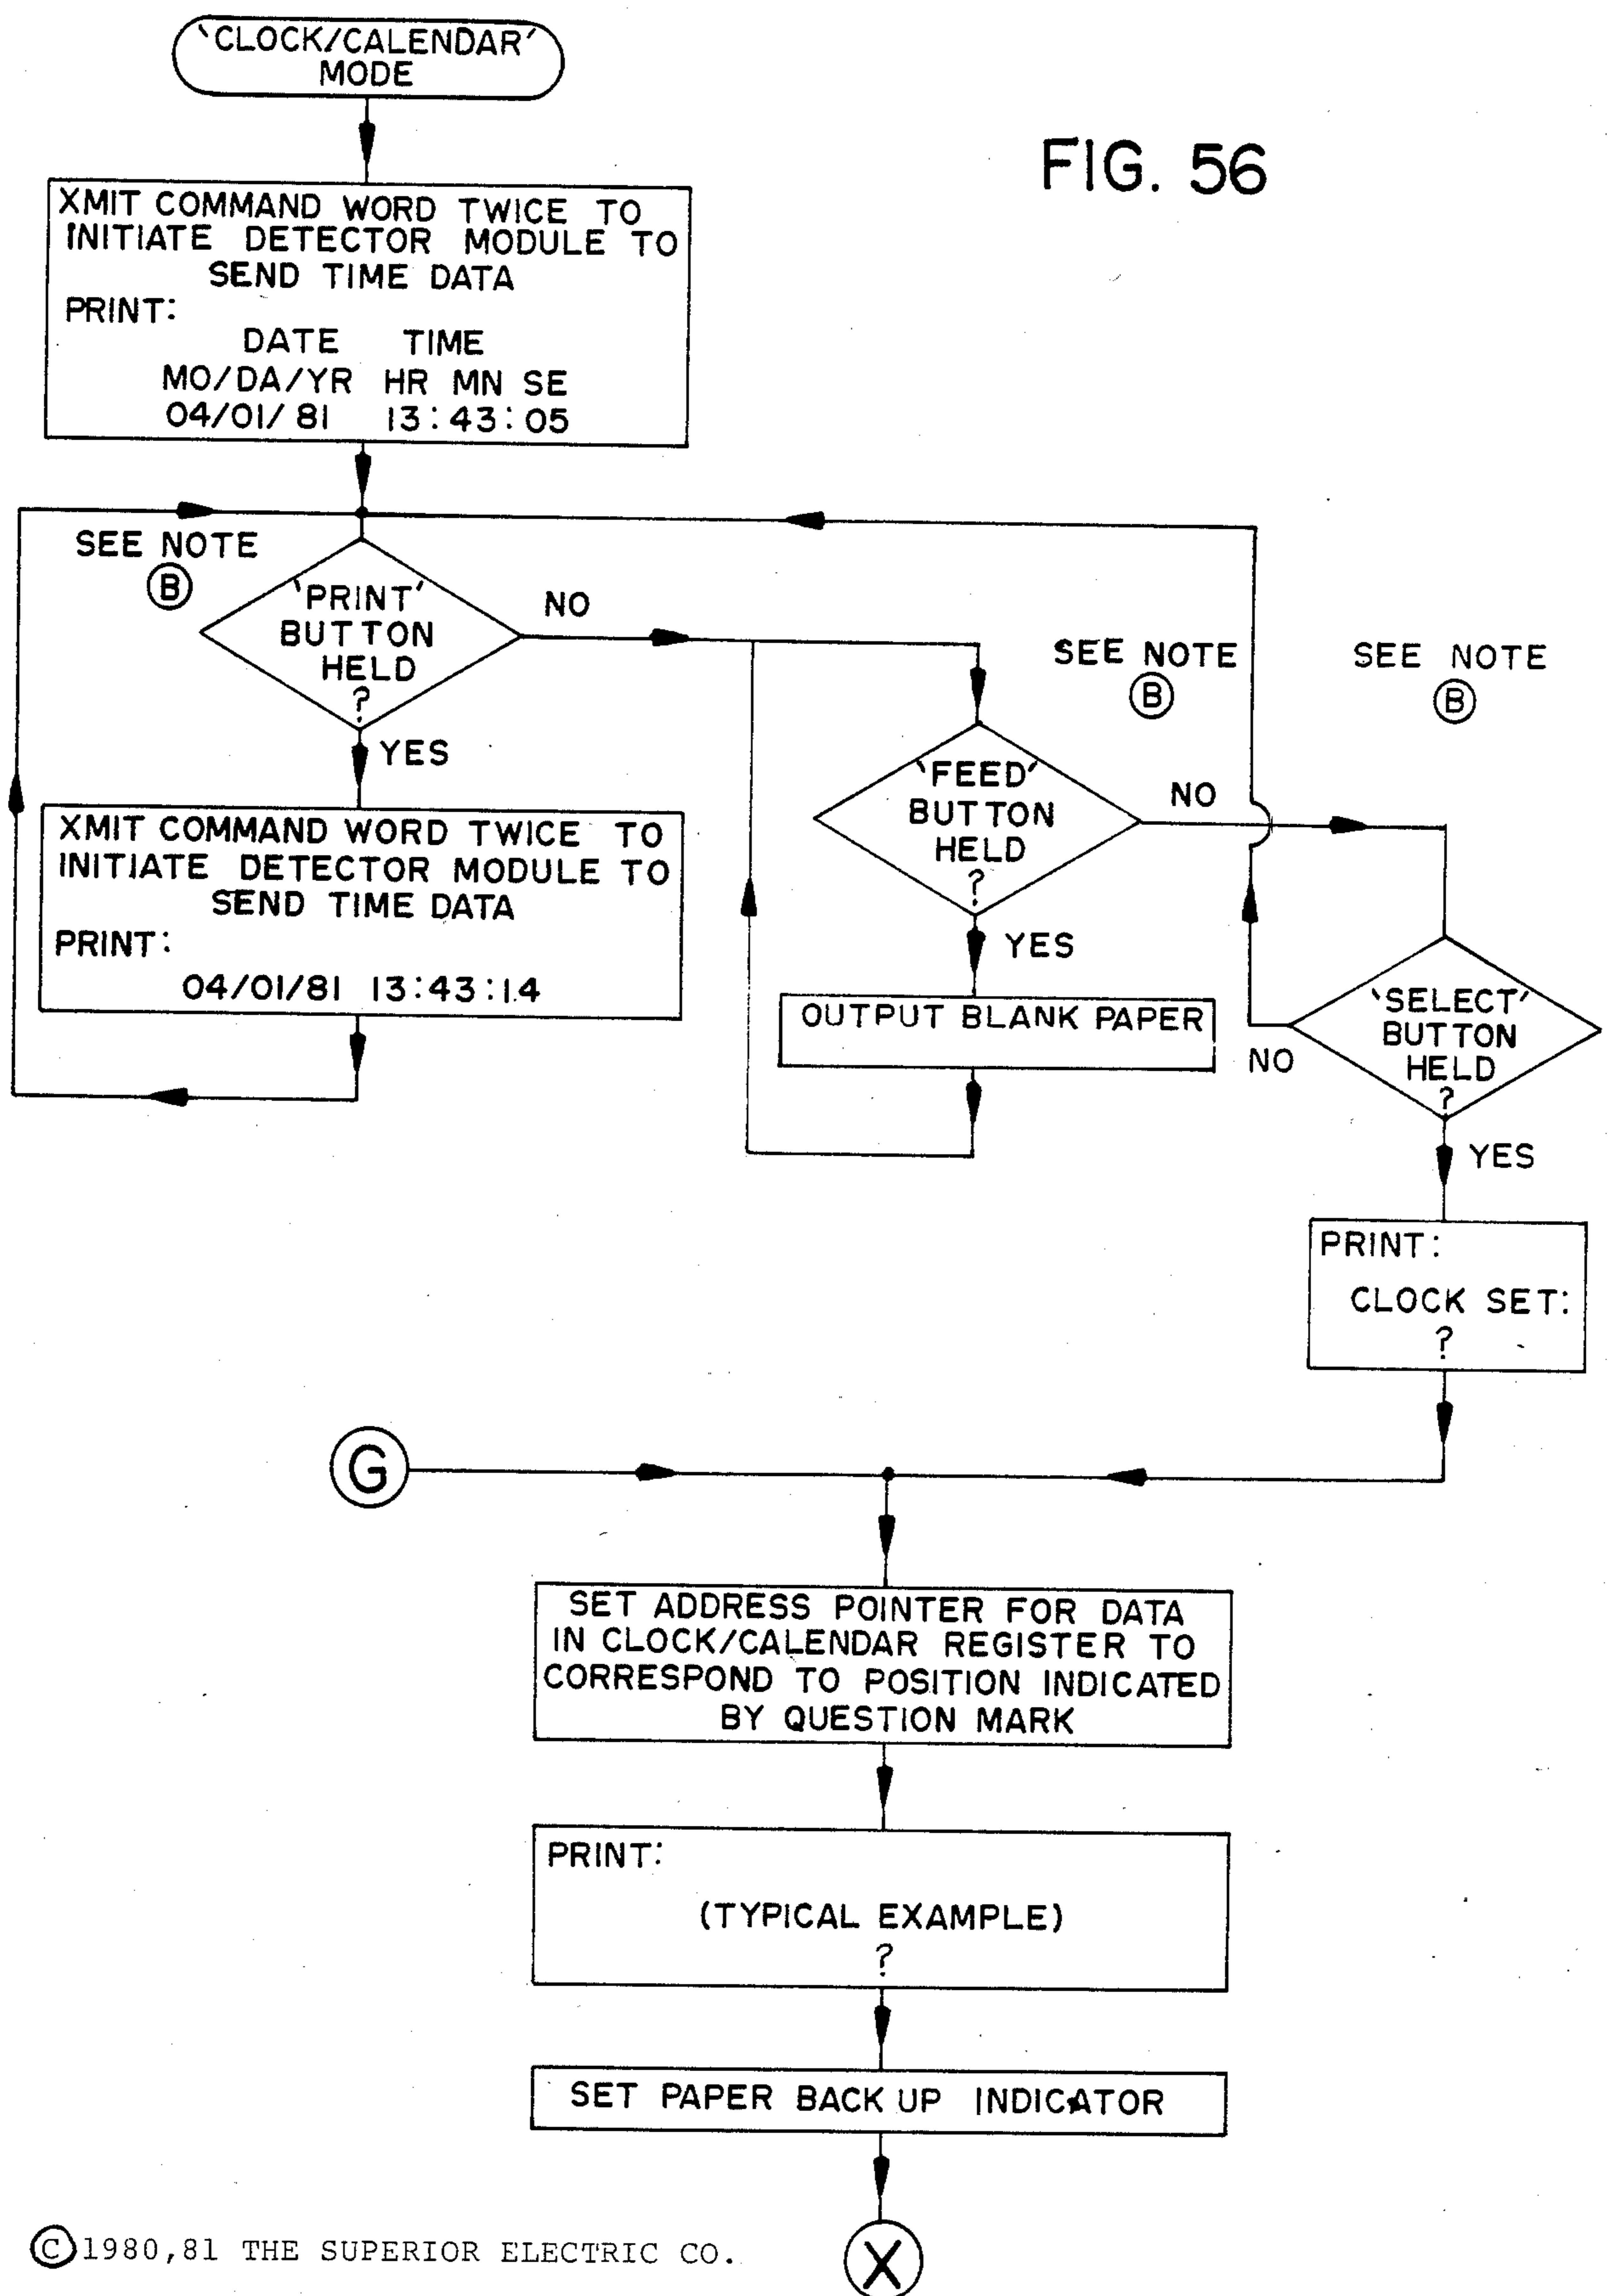 'CLOCK/CALENDAR'
MODE
FIG. 56
XMIT COMMAND WORD TWICE TO
INITIATE DETECTOR MODULE TO
SEND TIME DATA
PRINT:
DATE TIME
MO/DA/YR HR MN SE
04/01/81 13:43:05
SEE NOTE
B
'PRINT'
BUTTON
HELD
?
NO
YES
XMIT COMMAND WORD TWICE TO
INITIATE DETECTOR MODULE TO
SEND TIME DATA
PRINT:
04/01/81 13:43:14
SEE NOTE
B
'FEED'
BUTTON
HELD
?
NO
YES
OUTPUT BLANK PAPER
SEE NOTE
B
'SELECT'
BUTTON
HELD
?
NO
YES
PRINT:
CLOCK SET:
?
G
SET ADDRESS POINTER FOR DATA
IN CLOCK/CALENDAR REGISTER TO
CORRESPOND TO POSITION INDICATED
BY QUESTION MARK
PRINT:
(TYPICAL EXAMPLE)
?
SET PAPER BACK UP INDICATOR
X
©1980,81 THE SUPERIOR ELECTRIC CO.